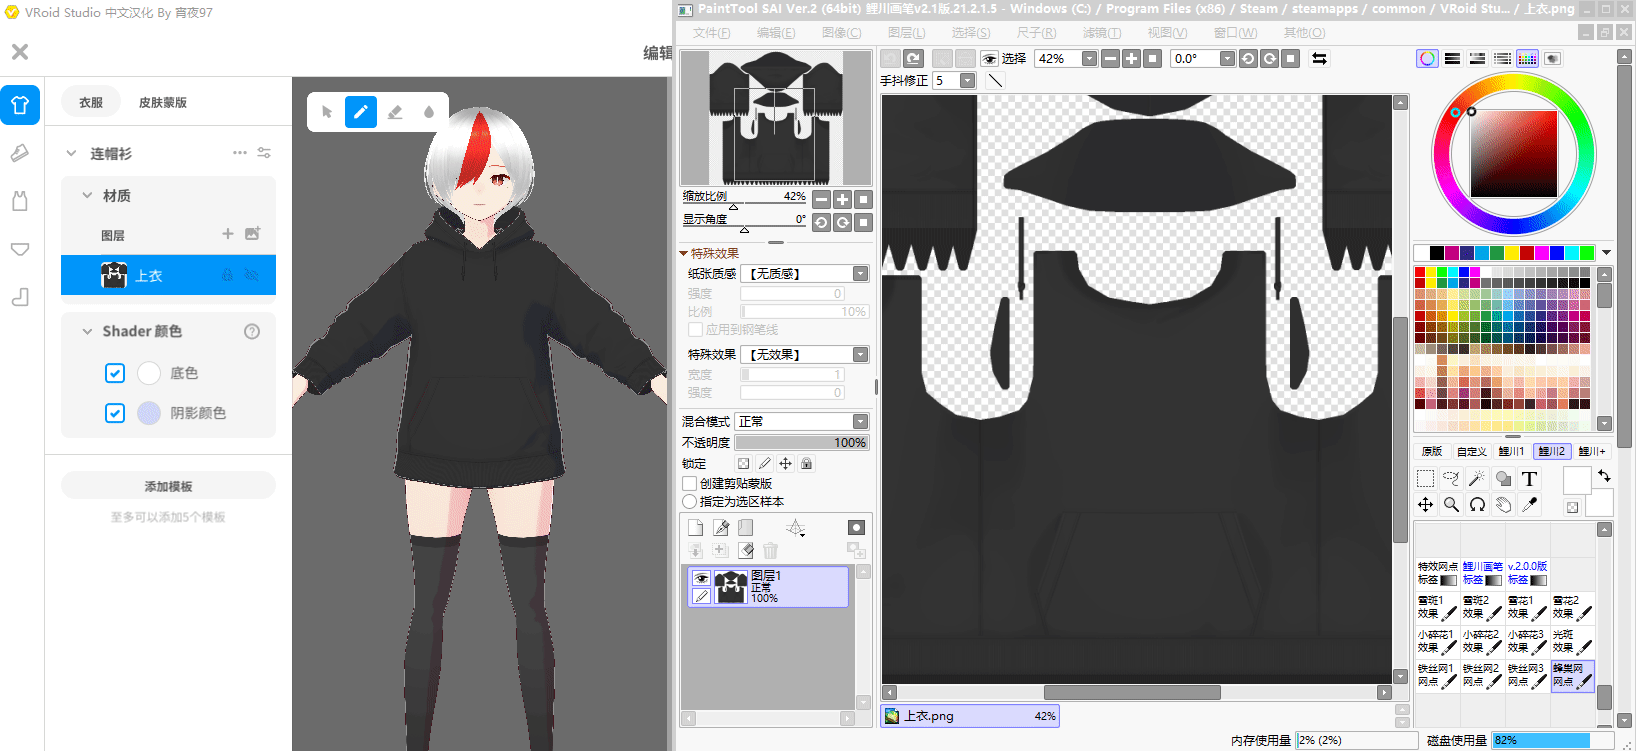 VRoid Studio 中文汉化 By 宵夜97
编辑
衣服
皮肤蒙版
连帽衫
材质
图层
上衣
Shader 颜色
底色
阴影颜色
添加模板
至多可以添加5个模板
PaintTool SAI Ver.2 (64bit) 鲤川画笔v2.1版.21.2.1.5 - Windows (C:) / Program Files (x86) / Steam / steamapps / common / VRoid Stu... / 上衣.png
文件(F) 编辑(E) 图像(C) 图层(L) 选择(S) 尺子(R) 滤镜(T) 视图(V) 窗口(W) 其他(O)
选择 42% 0.0°
手抖修正 5
缩放比例 42%
显示角度 0°
特殊效果
纸张质感 【无质感】
强度 0
比例 10%
应用到钢笔线
特殊效果 【无效果】
宽度 1
强度 0
混合模式 正常
不透明度 100%
锁定
创建剪贴蒙版
指定为选区样本
图层1
正常
100%
上衣.png 42%
原版 自定义 鲤川1 鲤川2 鲤川+
T
特效网点 鲤川画笔 v.2.0.0版
标签 标签 标签
雪斑1 雪斑2 雪花1 雪花2
效果 效果 效果 效果
小碎花1 小碎花2 小碎花3 光斑
效果 效果 效果 效果
铁丝网1 铁丝网2 铁丝网3 蜂巢网
网点 网点 网点 网点
内存使用量 2% (2%) 磁盘使用量 82%